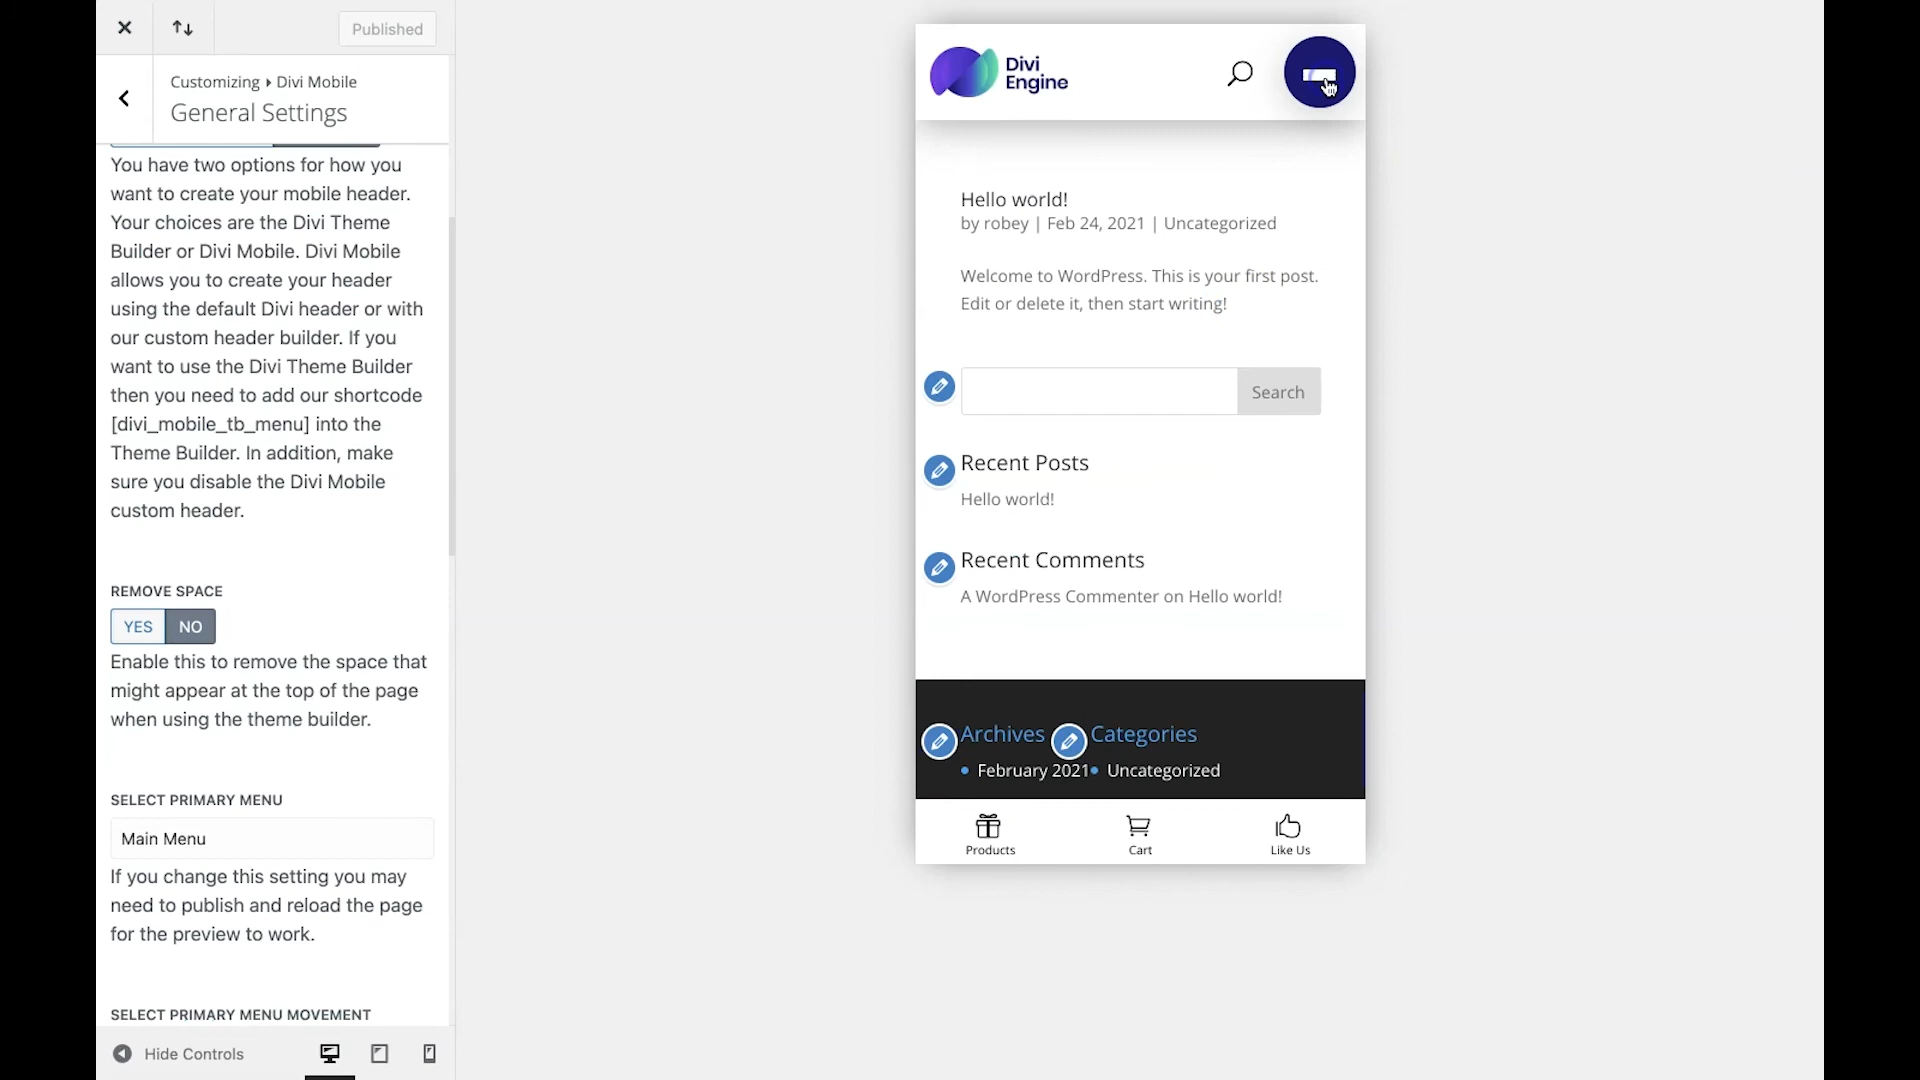 Published
Customizing ▸ Divi Mobile
General Settings
You have two options for how you
want to create your mobile header.
Your choices are the Divi Theme
Builder or Divi Mobile. Divi Mobile
allows you to create your header
using the default Divi header or with
our custom header builder. If you
want to use the Divi Theme Builder
then you need to add our shortcode
[divi_mobile_tb_menu] into the
Theme Builder. In addition, make
sure you disable the Divi Mobile
custom header.
REMOVE SPACE
YES NO
Enable this to remove the space that
might appear at the top of the page
when using the theme builder.
SELECT PRIMARY MENU
Main Menu
If you change this setting you may
need to publish and reload the page
for the preview to work.
SELECT PRIMARY MENU MOVEMENT
Hide Controls
Divi
Engine
Hello world!
by robey | Feb 24, 2021 | Uncategorized
Welcome to WordPress. This is your first post.
Edit or delete it, then start writing!
Search
Recent Posts
Hello world!
Recent Comments
A WordPress Commenter on Hello world!
Archives Categories
• February 2021 • Uncategorized
Products Cart Like Us